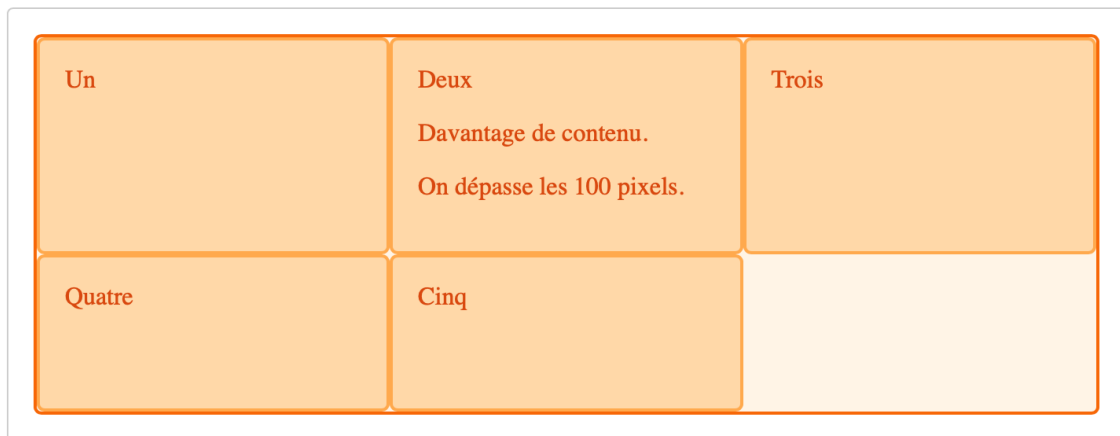 Un
Deux
Trois
Davantage de contenu.
On dépasse les 100 pixels.
Quatre
Cinq